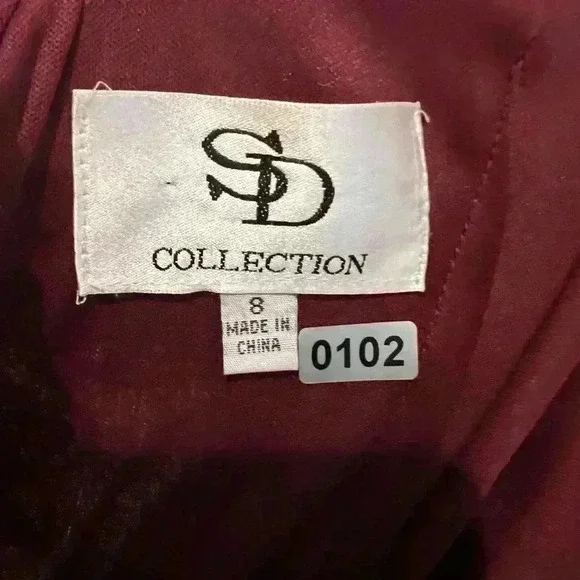 SD
COLLECTION
8
MADE IN
CHINA
0102